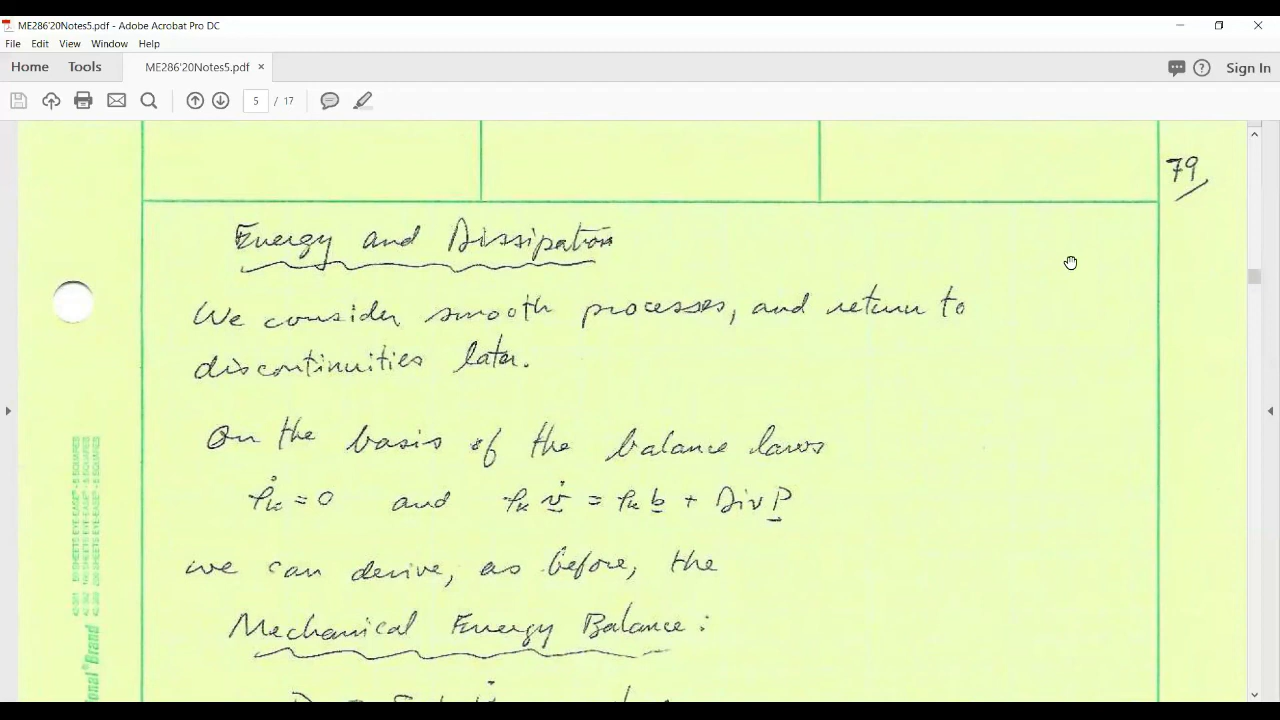 ME286'20Notes5.pdf - Adobe Acrobat Pro DC
File Edit View Window Help
Home Tools ME286'20Notes5.pdf × Sign In
5 / 17
79
Energy and Dissipation
We consider smooth processes, and return to
discontinuities later.
On the basis of the balance laws
ρ̇κ = 0 and ρκ v̇ = ρκ b + Div P
we can derive, as before, the
Mechanical Energy Balance: